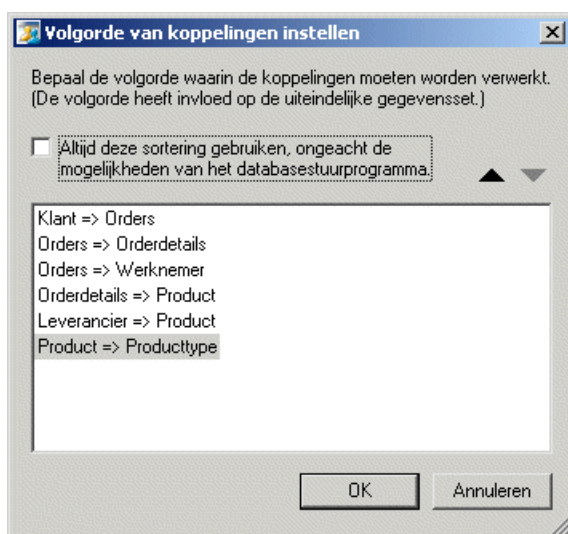 Volgorde van koppelingen instellen
Bepaal de volgorde waarin de koppelingen moeten worden verwerkt.
(De volgorde heeft invloed op de uiteindelijke gegevensset.)
Altijd deze sortering gebruiken, ongeacht de
mogelijkheden van het databasestuurprogramma.
Klant => Orders
Orders => Orderdetails
Orders => Werknemer
Orderdetails => Product
Leverancier => Product
Product => Producttype
OK
Annuleren